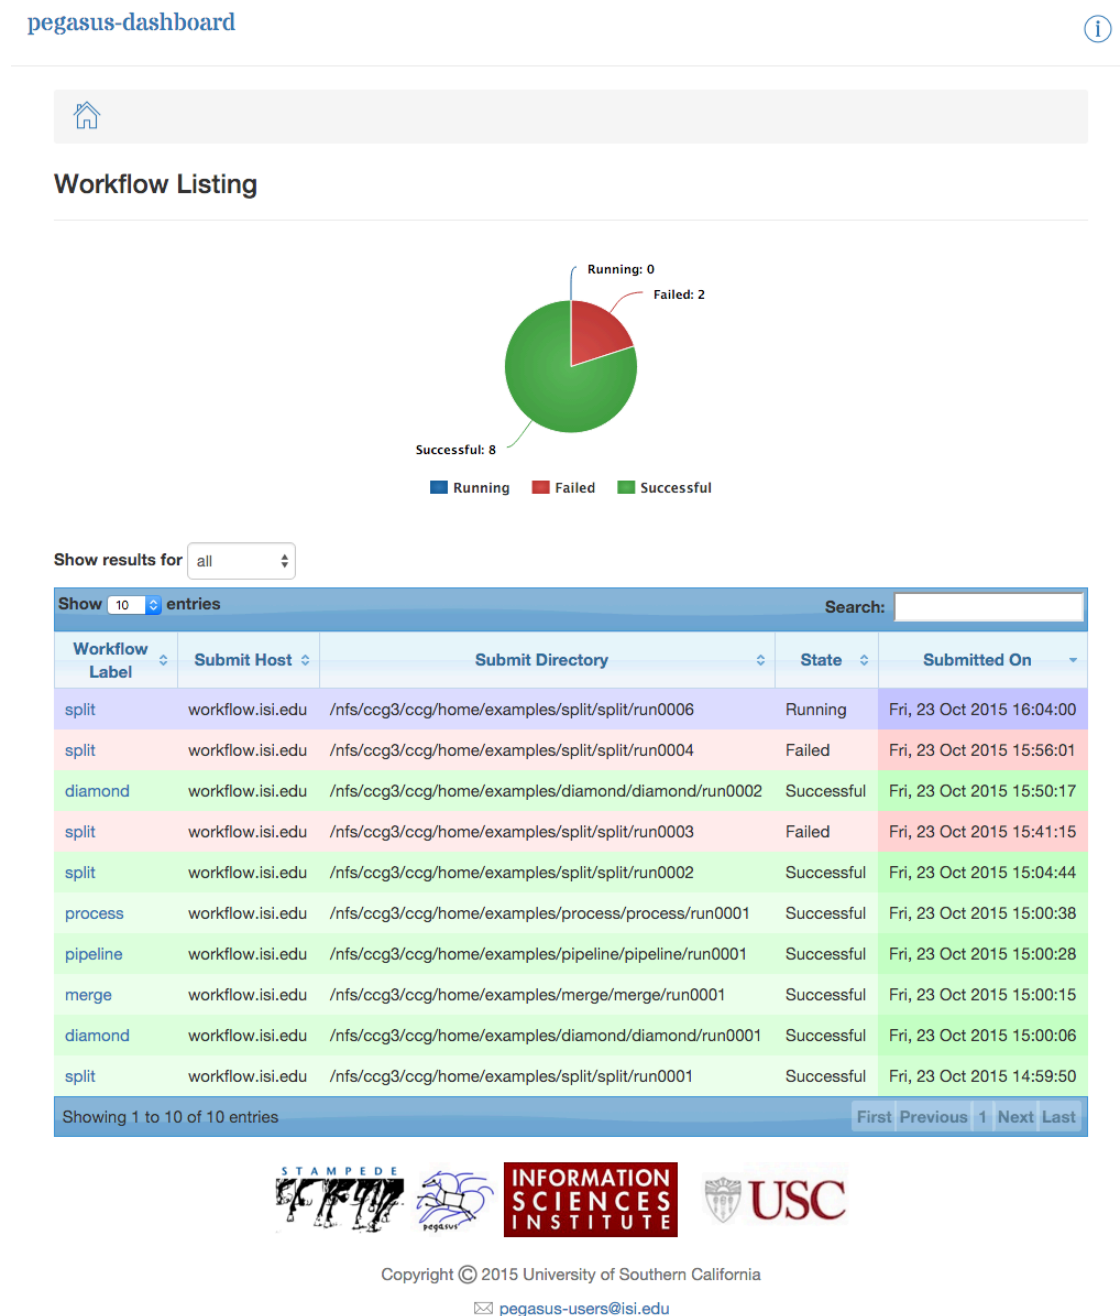 pegasus-dashboard
i
Workflow Listing
Running: 0
Failed: 2
Successful: 8
Running Failed Successful
Show results for all
Show 10 entries Search:
Workflow Label Submit Host Submit Directory State Submitted On
split workflow.isi.edu /nfs/ccg3/ccg/home/examples/split/split/run0006 Running Fri, 23 Oct 2015 16:04:00
split workflow.isi.edu /nfs/ccg3/ccg/home/examples/split/split/run0004 Failed Fri, 23 Oct 2015 15:56:01
diamond workflow.isi.edu /nfs/ccg3/ccg/home/examples/diamond/diamond/run0002 Successful Fri, 23 Oct 2015 15:50:17
split workflow.isi.edu /nfs/ccg3/ccg/home/examples/split/split/run0003 Failed Fri, 23 Oct 2015 15:41:15
split workflow.isi.edu /nfs/ccg3/ccg/home/examples/split/split/run0002 Successful Fri, 23 Oct 2015 15:04:44
process workflow.isi.edu /nfs/ccg3/ccg/home/examples/process/process/run0001 Successful Fri, 23 Oct 2015 15:00:38
pipeline workflow.isi.edu /nfs/ccg3/ccg/home/examples/pipeline/pipeline/run0001 Successful Fri, 23 Oct 2015 15:00:28
merge workflow.isi.edu /nfs/ccg3/ccg/home/examples/merge/merge/run0001 Successful Fri, 23 Oct 2015 15:00:15
diamond workflow.isi.edu /nfs/ccg3/ccg/home/examples/diamond/diamond/run0001 Successful Fri, 23 Oct 2015 15:00:06
split workflow.isi.edu /nfs/ccg3/ccg/home/examples/split/split/run0001 Successful Fri, 23 Oct 2015 14:59:50
Showing 1 to 10 of 10 entries First Previous 1 Next Last
STAMPEDE
pegasus
INFORMATION
SCIENCES
INSTITUTE
USC
Copyright © 2015 University of Southern California
pegasus-users@isi.edu